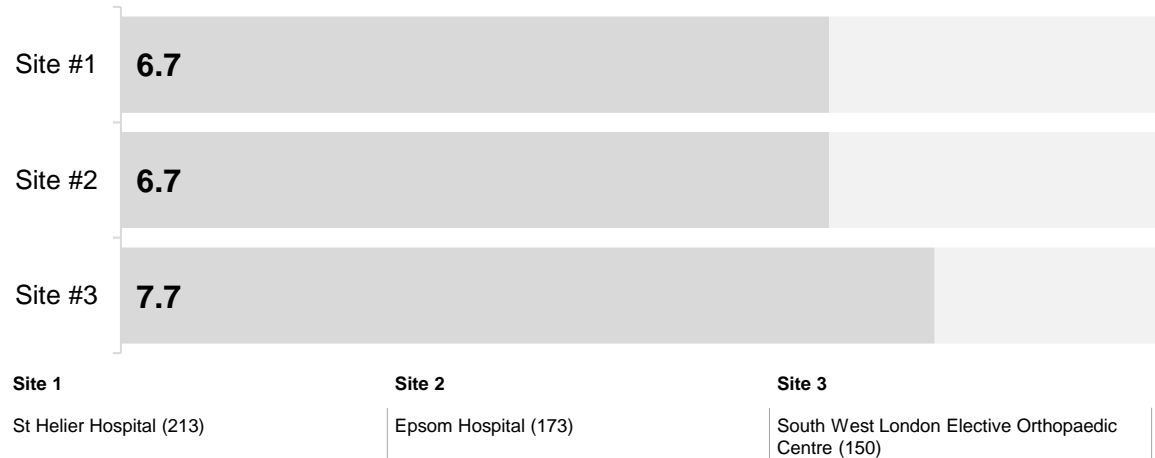 Site #1 6.7
Site #2 6.7
Site #3 7.7
Site 1 Site 2 Site 3
St Helier Hospital (213) Epsom Hospital (173) South West London Elective Orthopaedic
Centre (150)